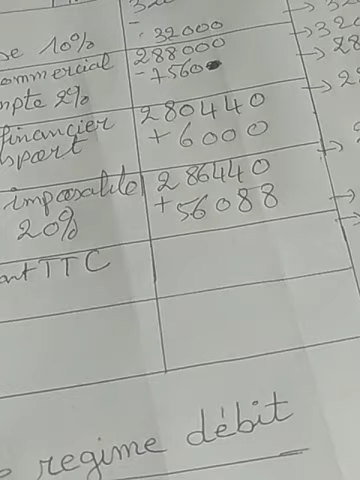 - 32000
se 10% 288000
commercial - 7560
mpte 2%
financier 280440
sport + 6000
imposable 286440
20% + 56088
ant TTC
regime débit